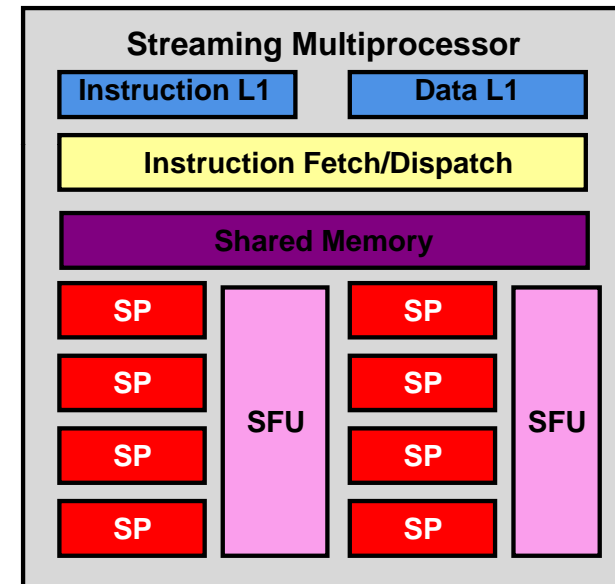 Streaming Multiprocessor
Instruction L1
Data L1
Instruction Fetch/Dispatch
Shared Memory
SP
SP
SP
SP
SFU
SP
SP
SP
SP
SFU